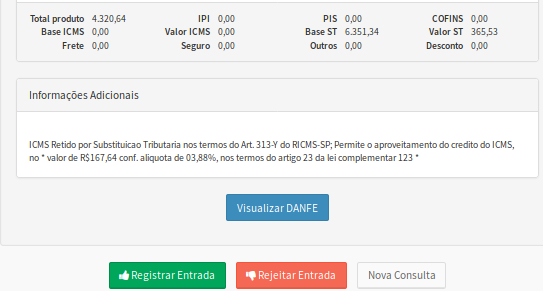 Total produto 4.320,64 IPI 0,00 PIS 0,00 COFINS 0,00
Base ICMS 0,00 Valor ICMS 0,00 Base ST 6.351,34 Valor ST 365,53
Frete 0,00 Seguro 0,00 Outros 0,00 Desconto 0,00
Informações Adicionais
ICMS Retido por Substituicao Tributaria nos termos do Art. 313-Y do RICMS-SP; Permite o aproveitamento do credito do ICMS,
no * valor de R$167,64 conf. aliquota de 03,88%, nos termos do artigo 23 da lei complementar 123 *
Visualizar DANFE
Registrar Entrada Rejeitar Entrada Nova Consulta